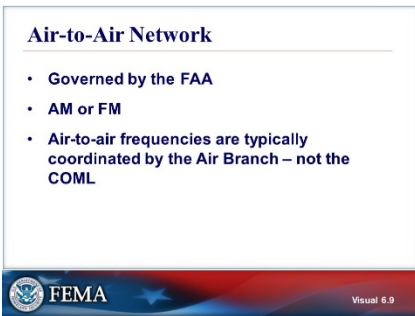 Air-to-Air Network
• Governed by the FAA
• AM or FM
• Air-to-air frequencies are typically
coordinated by the Air Branch – not the
COML
FEMA
Visual 6.9